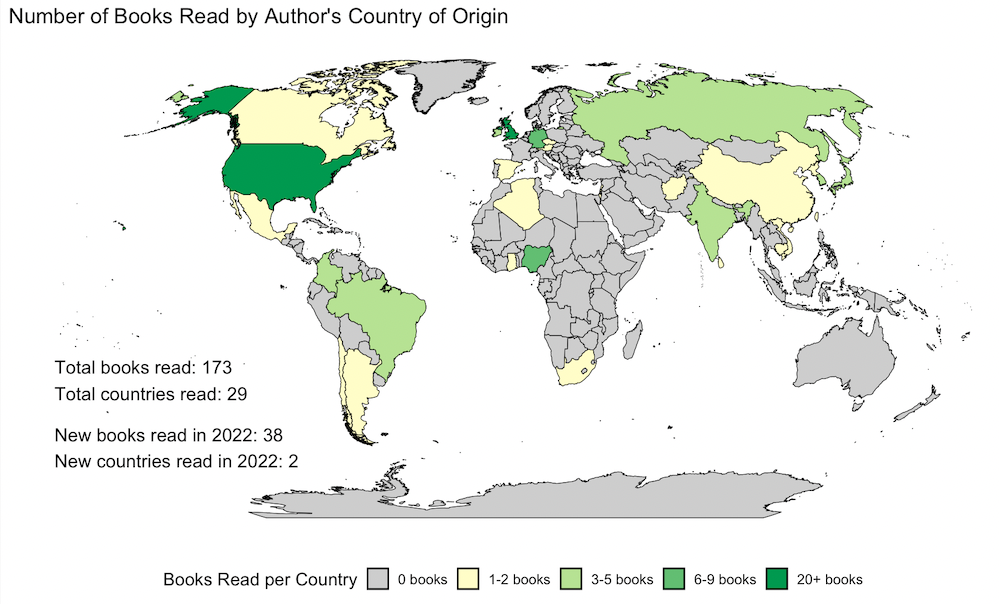 Number of Books Read by Author's Country of Origin
Total books read: 173
Total countries read: 29
New books read in 2022: 38
New countries read in 2022: 2
Books Read per Country 0 books 1-2 books 3-5 books 6-9 books 20+ books